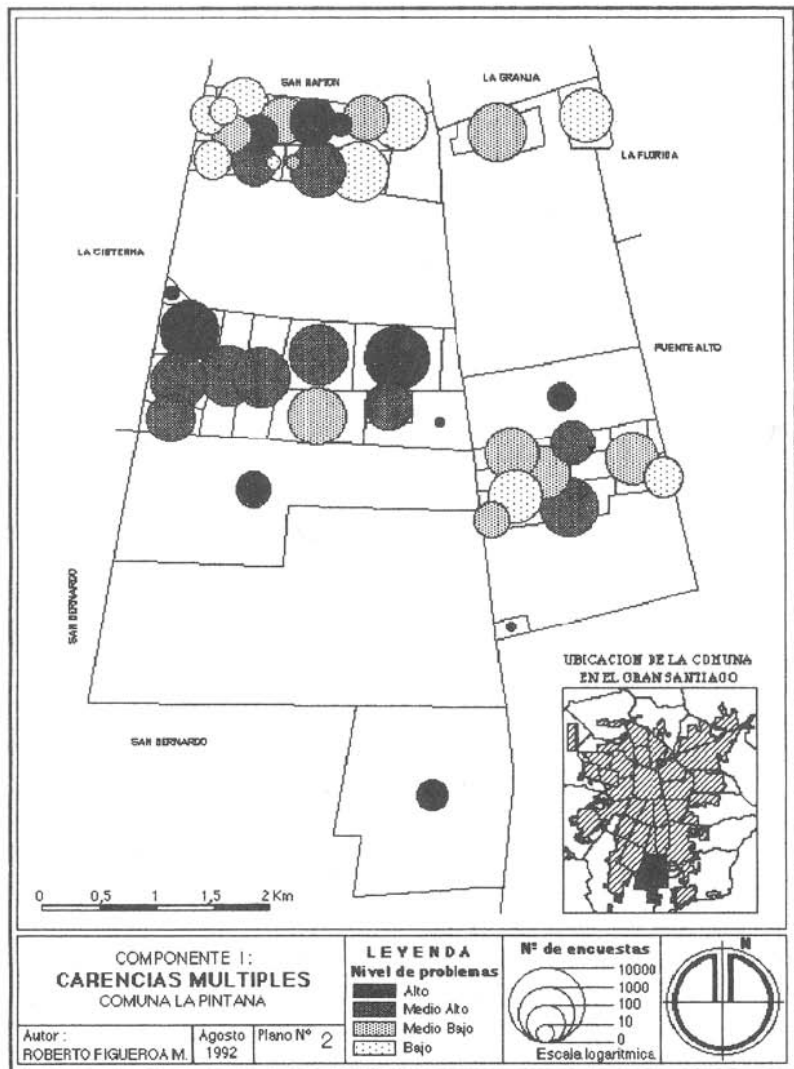 SAN RAMON
LA GRANJA
LA FLORIDA
LA CISTERNA
PUENTE ALTO
SAN BERNARDO
SAN BERNARDO
UBICACION DE LA COMUNA
EN EL GRAN SANTIAGO
0 0,5 1 1,5 2 Km
COMPONENTE I:
CARENCIAS MULTIPLES
COMUNA LA PINTANA
Autor :
ROBERTO FIGUEROA M.
Agosto
1992
Plano Nº 2
LEYENDA
Nivel de problemas
Alto
Medio Alto
Medio Bajo
Bajo
Nº de encuestas
10000
1000
100
10
0
Escala logarítmica
N